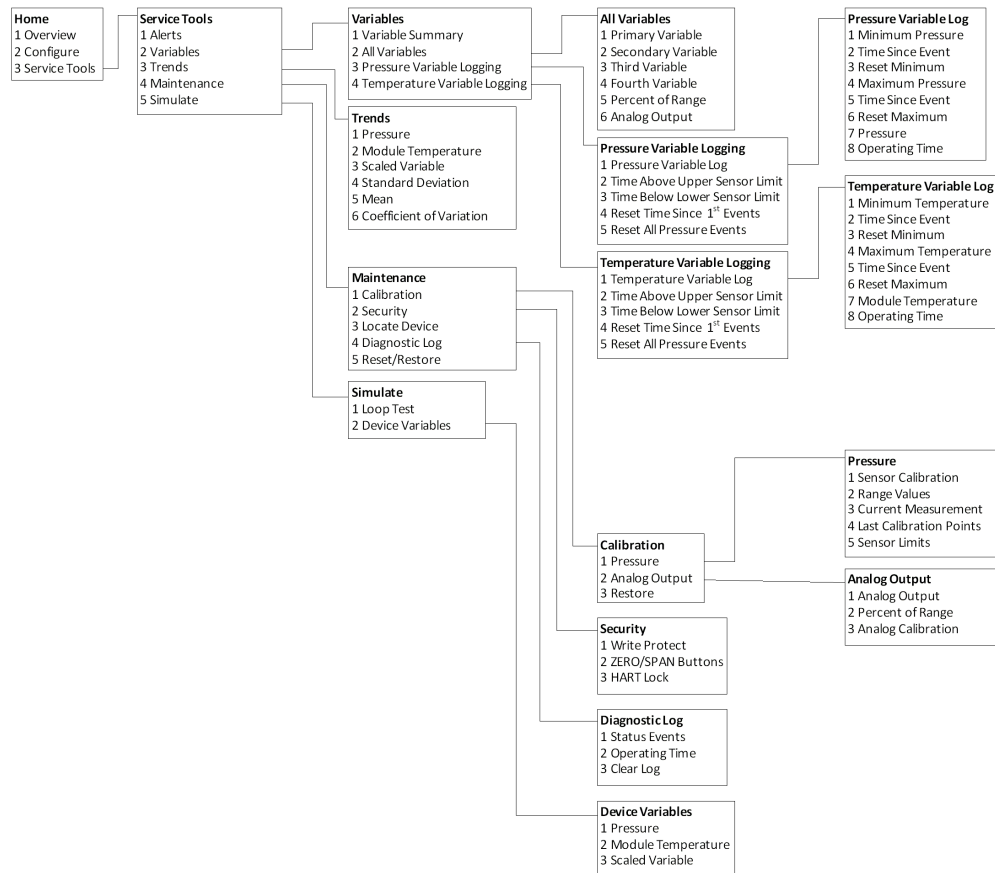 Home
1 Overview
2 Configure
3 Service Tools
Service Tools
1 Alerts
2 Variables
3 Trends
4 Maintenance
5 Simulate
Variables
1 Variable Summary
2 All Variables
3 Pressure Variable Logging
4 Temperature Variable Logging
Trends
1 Pressure
2 Module Temperature
3 Scaled Variable
4 Standard Deviation
5 Mean
6 Coefficient of Variation
Maintenance
1 Calibration
2 Security
3 Locate Device
4 Diagnostic Log
5 Reset/Restore
Simulate
1 Loop Test
2 Device Variables
All Variables
1 Primary Variable
2 Secondary Variable
3 Third Variable
4 Fourth Variable
5 Percent of Range
6 Analog Output
Pressure Variable Logging
1 Pressure Variable Log
2 Time Above Upper Sensor Limit
3 Time Below Lower Sensor Limit
4 Reset Time Since 1st Events
5 Reset All Pressure Events
Temperature Variable Logging
1 Temperature Variable Log
2 Time Above Upper Sensor Limit
3 Time Below Lower Sensor Limit
4 Reset Time Since 1st Events
5 Reset All Pressure Events
Calibration
1 Pressure
2 Analog Output
3 Restore
Security
1 Write Protect
2 ZERO/SPAN Buttons
3 HART Lock
Diagnostic Log
1 Status Events
2 Operating Time
3 Clear Log
Device Variables
1 Pressure
2 Module Temperature
3 Scaled Variable
Pressure Variable Log
1 Minimum Pressure
2 Time Since Event
3 Reset Minimum
4 Maximum Pressure
5 Time Since Event
6 Reset Maximum
7 Pressure
8 Operating Time
Temperature Variable Log
1 Minimum Temperature
2 Time Since Event
3 Reset Minimum
4 Maximum Temperature
5 Time Since Event
6 Reset Maximum
7 Module Temperature
8 Operating Time
Pressure
1 Sensor Calibration
2 Range Values
3 Current Measurement
4 Last Calibration Points
5 Sensor Limits
Analog Output
1 Analog Output
2 Percent of Range
3 Analog Calibration